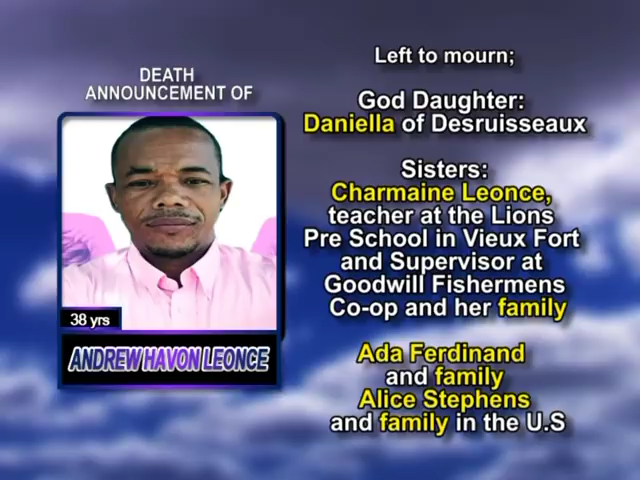 DEATH
ANNOUNCEMENT OF
38 yrs
ANDREW HAVON LEONCE
Left to mourn;
God Daughter:
Daniella of Desruisseaux
Sisters:
Charmaine Leonce,
teacher at the Lions
Pre School in Vieux Fort
and Supervisor at
Goodwill Fishermens
Co-op and her family
Ada Ferdinand
and family
Alice Stephens
and family in the U.S